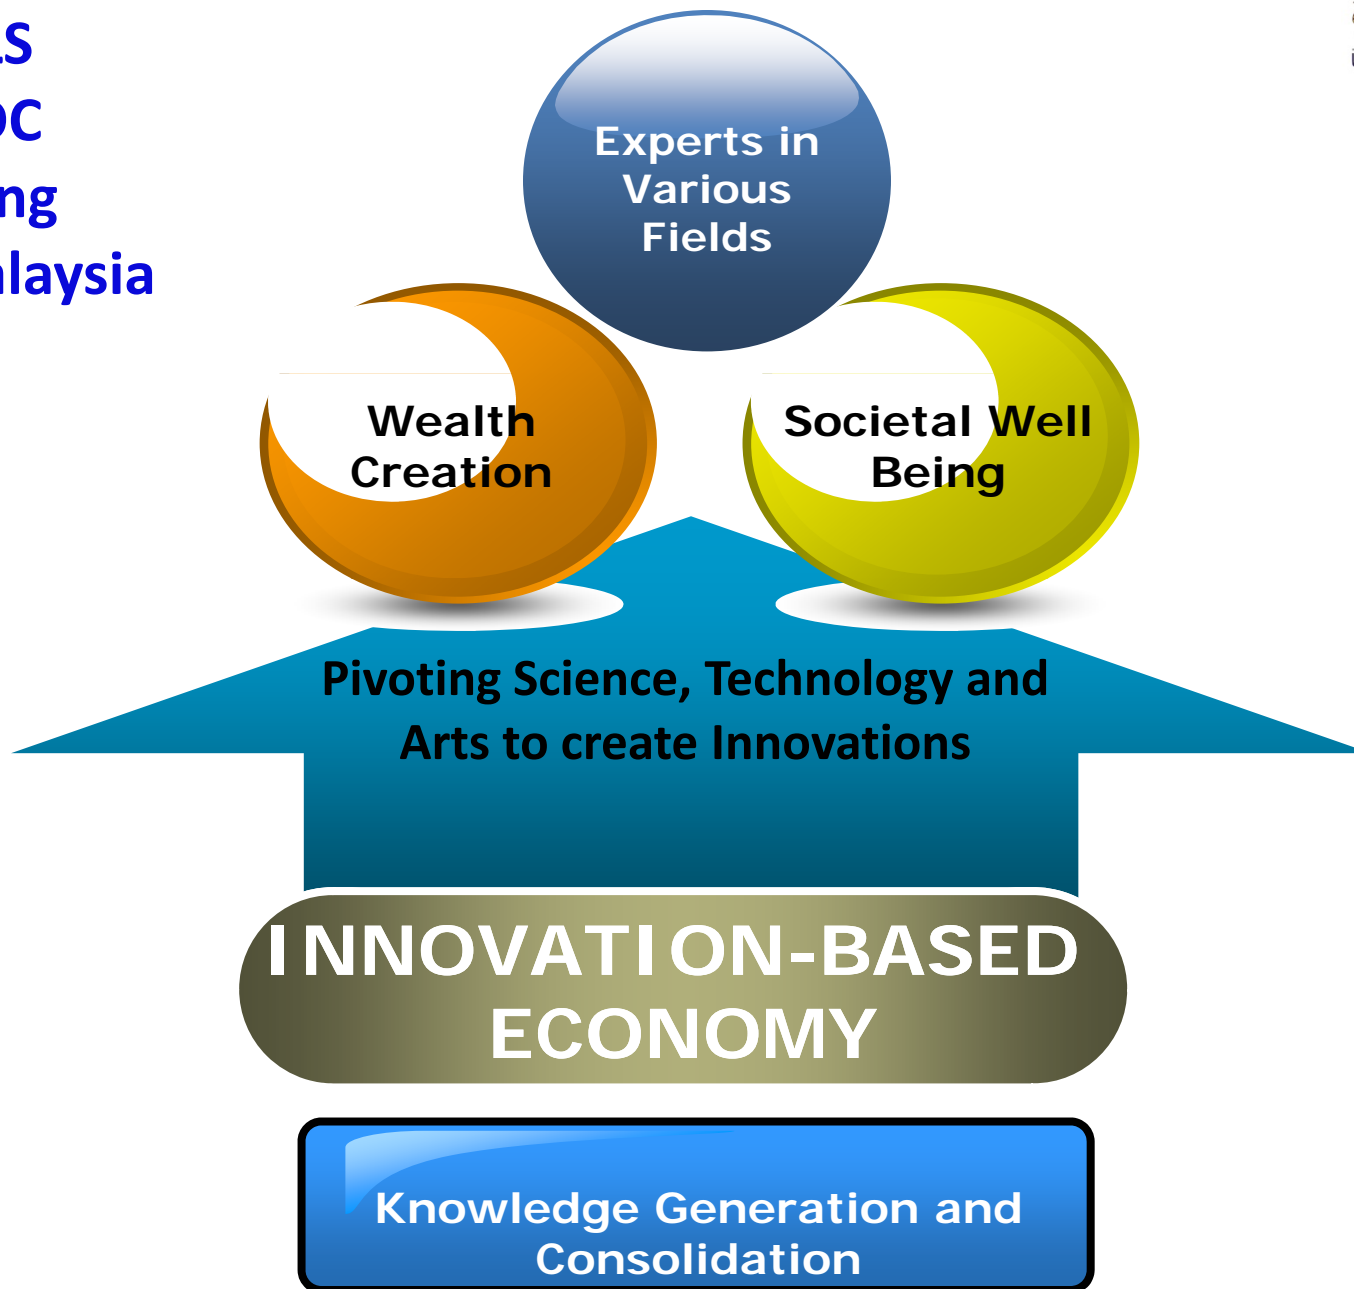 Experts in
Various
Fields
Wealth
Creation
Societal Well
Being
Pivoting Science, Technology and
Arts to create Innovations
INNOVATION-BASED
ECONOMY
Knowledge Generation and
Consolidation